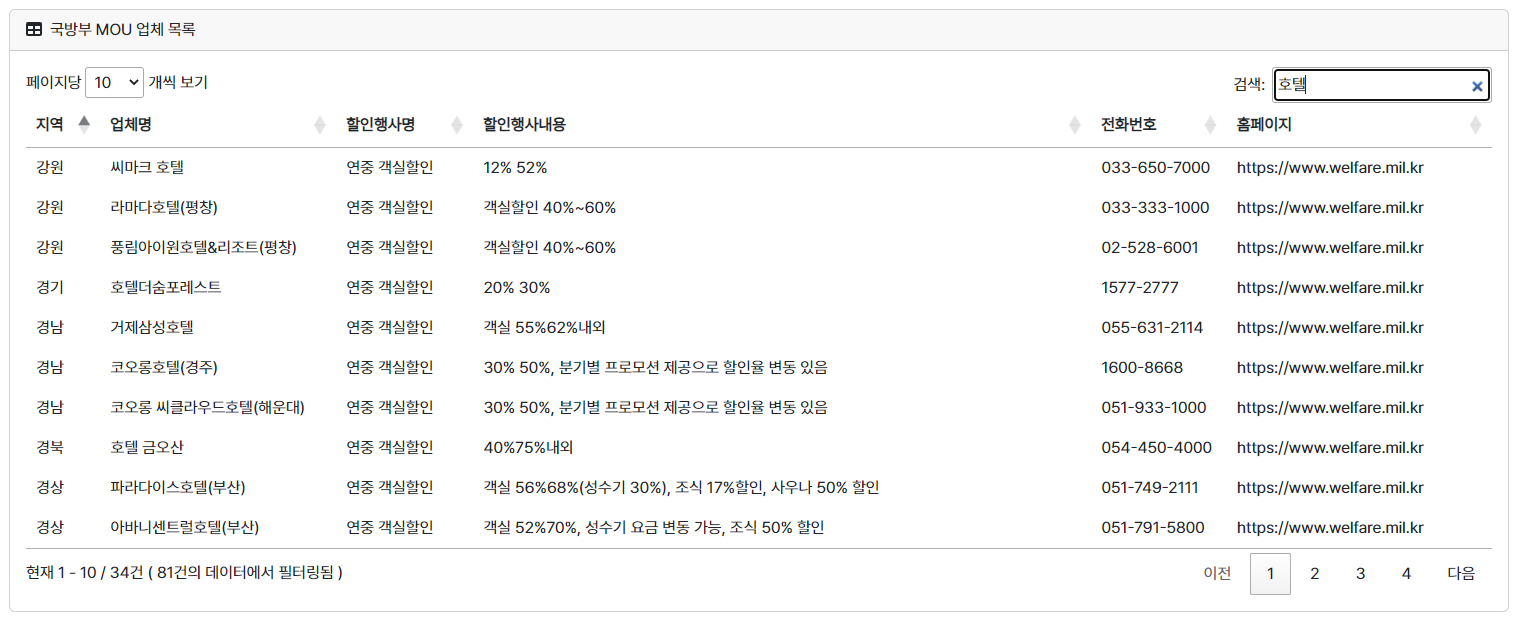 국방부 MOU 업체 목록
페이지당 10 개씩 보기 검색: 호텔
지역 업체명 할인행사명 할인행사내용 전화번호 홈페이지
강원 씨마크 호텔 연중 객실할인 12% 52% 033-650-7000 https://www.welfare.mil.kr
강원 라마다호텔(평창) 연중 객실할인 객실할인 40%~60% 033-333-1000 https://www.welfare.mil.kr
강원 풍림아이원호텔&리조트(평창) 연중 객실할인 객실할인 40%~60% 02-528-6001 https://www.welfare.mil.kr
경기 호텔더숨포레스트 연중 객실할인 20% 30% 1577-2777 https://www.welfare.mil.kr
경남 거제삼성호텔 연중 객실할인 객실 55%62%내외 055-631-2114 https://www.welfare.mil.kr
경남 코오롱호텔(경주) 연중 객실할인 30% 50%, 분기별 프로모션 제공으로 할인율 변동 있음 1600-8668 https://www.welfare.mil.kr
경남 코오롱 씨클라우드호텔(해운대) 연중 객실할인 30% 50%, 분기별 프로모션 제공으로 할인율 변동 있음 051-933-1000 https://www.welfare.mil.kr
경북 호텔 금오산 연중 객실할인 40%75%내외 054-450-4000 https://www.welfare.mil.kr
경상 파라다이스호텔(부산) 연중 객실할인 객실 56%68%(성수기 30%), 조식 17%할인, 사우나 50% 할인 051-749-2111 https://www.welfare.mil.kr
경상 아바니센트럴호텔(부산) 연중 객실할인 객실 52%70%, 성수기 요금 변동 가능, 조식 50% 할인 051-791-5800 https://www.welfare.mil.kr
현재 1 - 10 / 34건 ( 81건의 데이터에서 필터링됨 ) 이전 1 2 3 4 다음